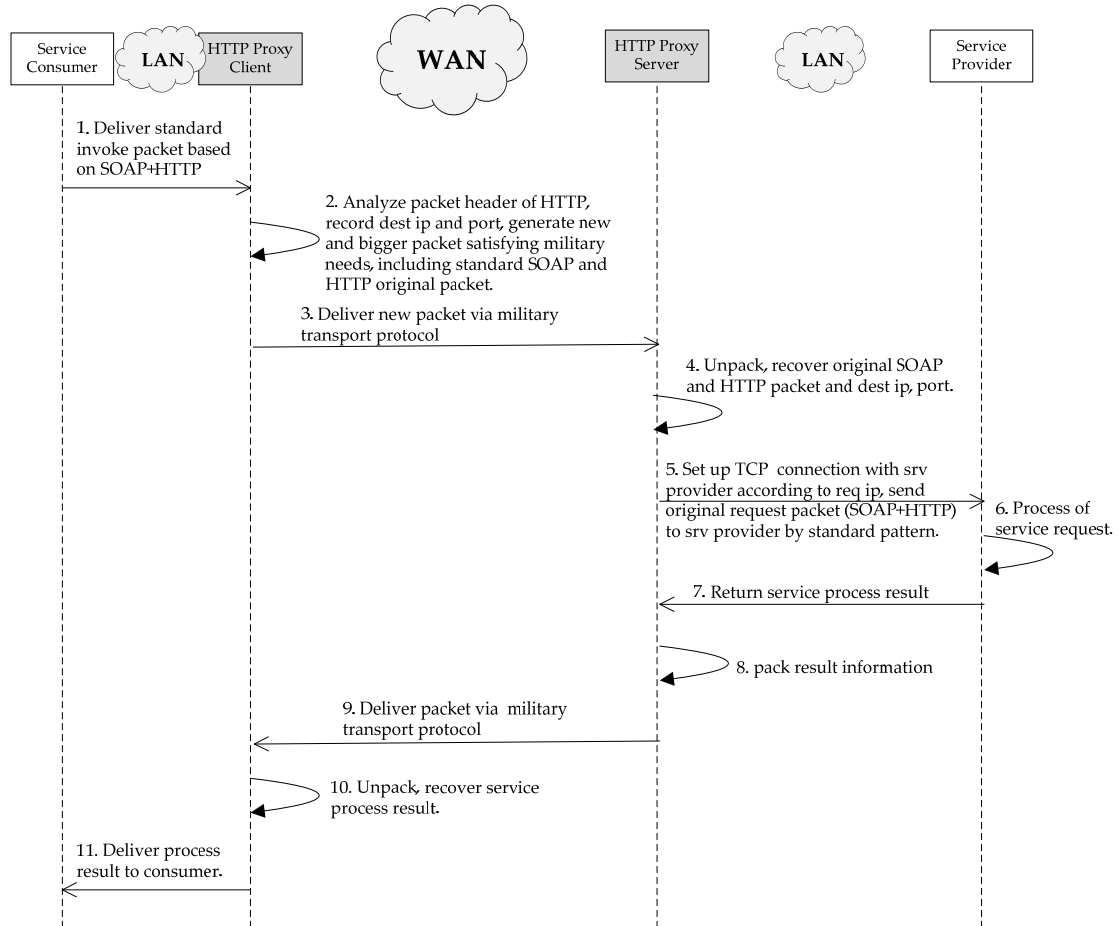 Service
Consumer
LAN
HTTP Proxy
Client
WAN
HTTP Proxy
Server
LAN
Service
Provider
1. Deliver standard
invoke packet based
on SOAP+HTTP
2. Analyze packet header of HTTP,
record dest ip and port, generate new
and bigger packet satisfying military
needs, including standard SOAP and
HTTP original packet.
3. Deliver new packet via military
transport protocol
4. Unpack, recover original SOAP
and HTTP packet and dest ip, port.
5. Set up TCP connection with srv
provider according to req ip, send
original request packet (SOAP+HTTP)
to srv provider by standard pattern.
6. Process of
service request.
7. Return service process result
8. pack result information
9. Deliver packet via military
transport protocol
10. Unpack, recover service
process result.
11. Deliver process
result to consumer.